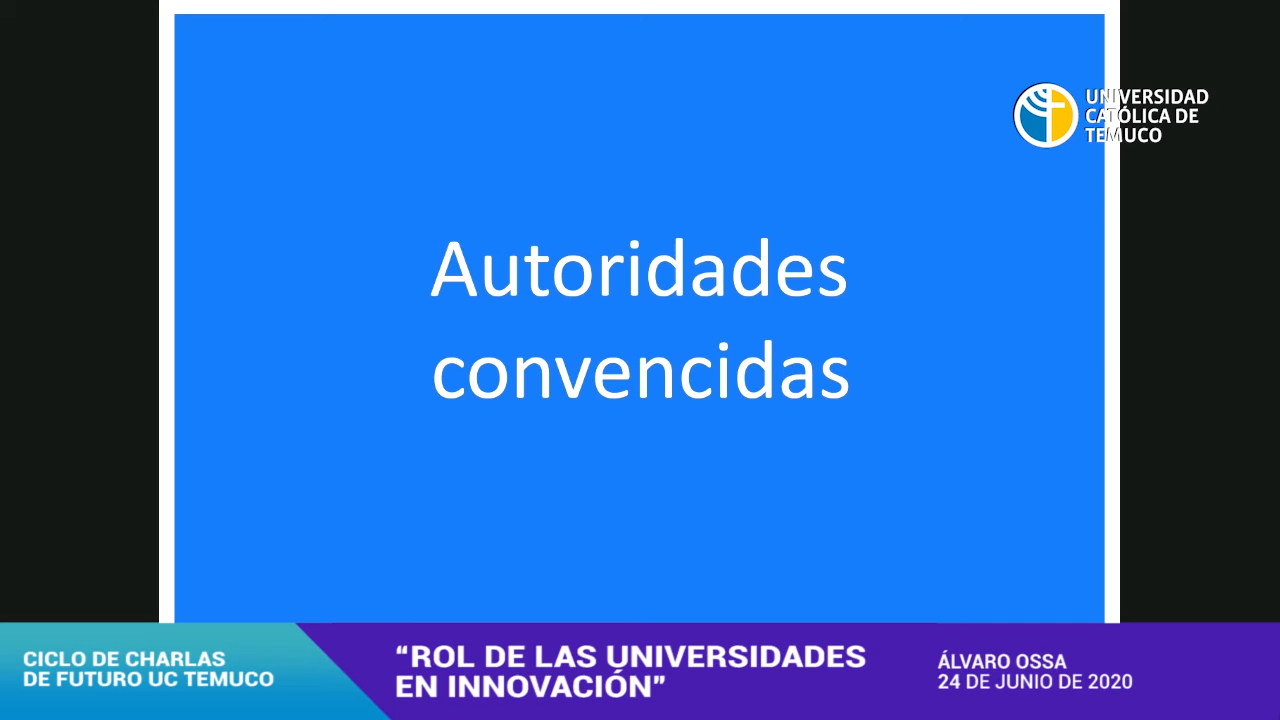 UNIVERSIDAD
CATÓLICA DE
TEMUCO
Autoridades
convencidas
CICLO DE CHARLAS
DE FUTURO UC TEMUCO
“ROL DE LAS UNIVERSIDADES
EN INNOVACIÓN”
ÁLVARO OSSA
24 DE JUNIO DE 2020